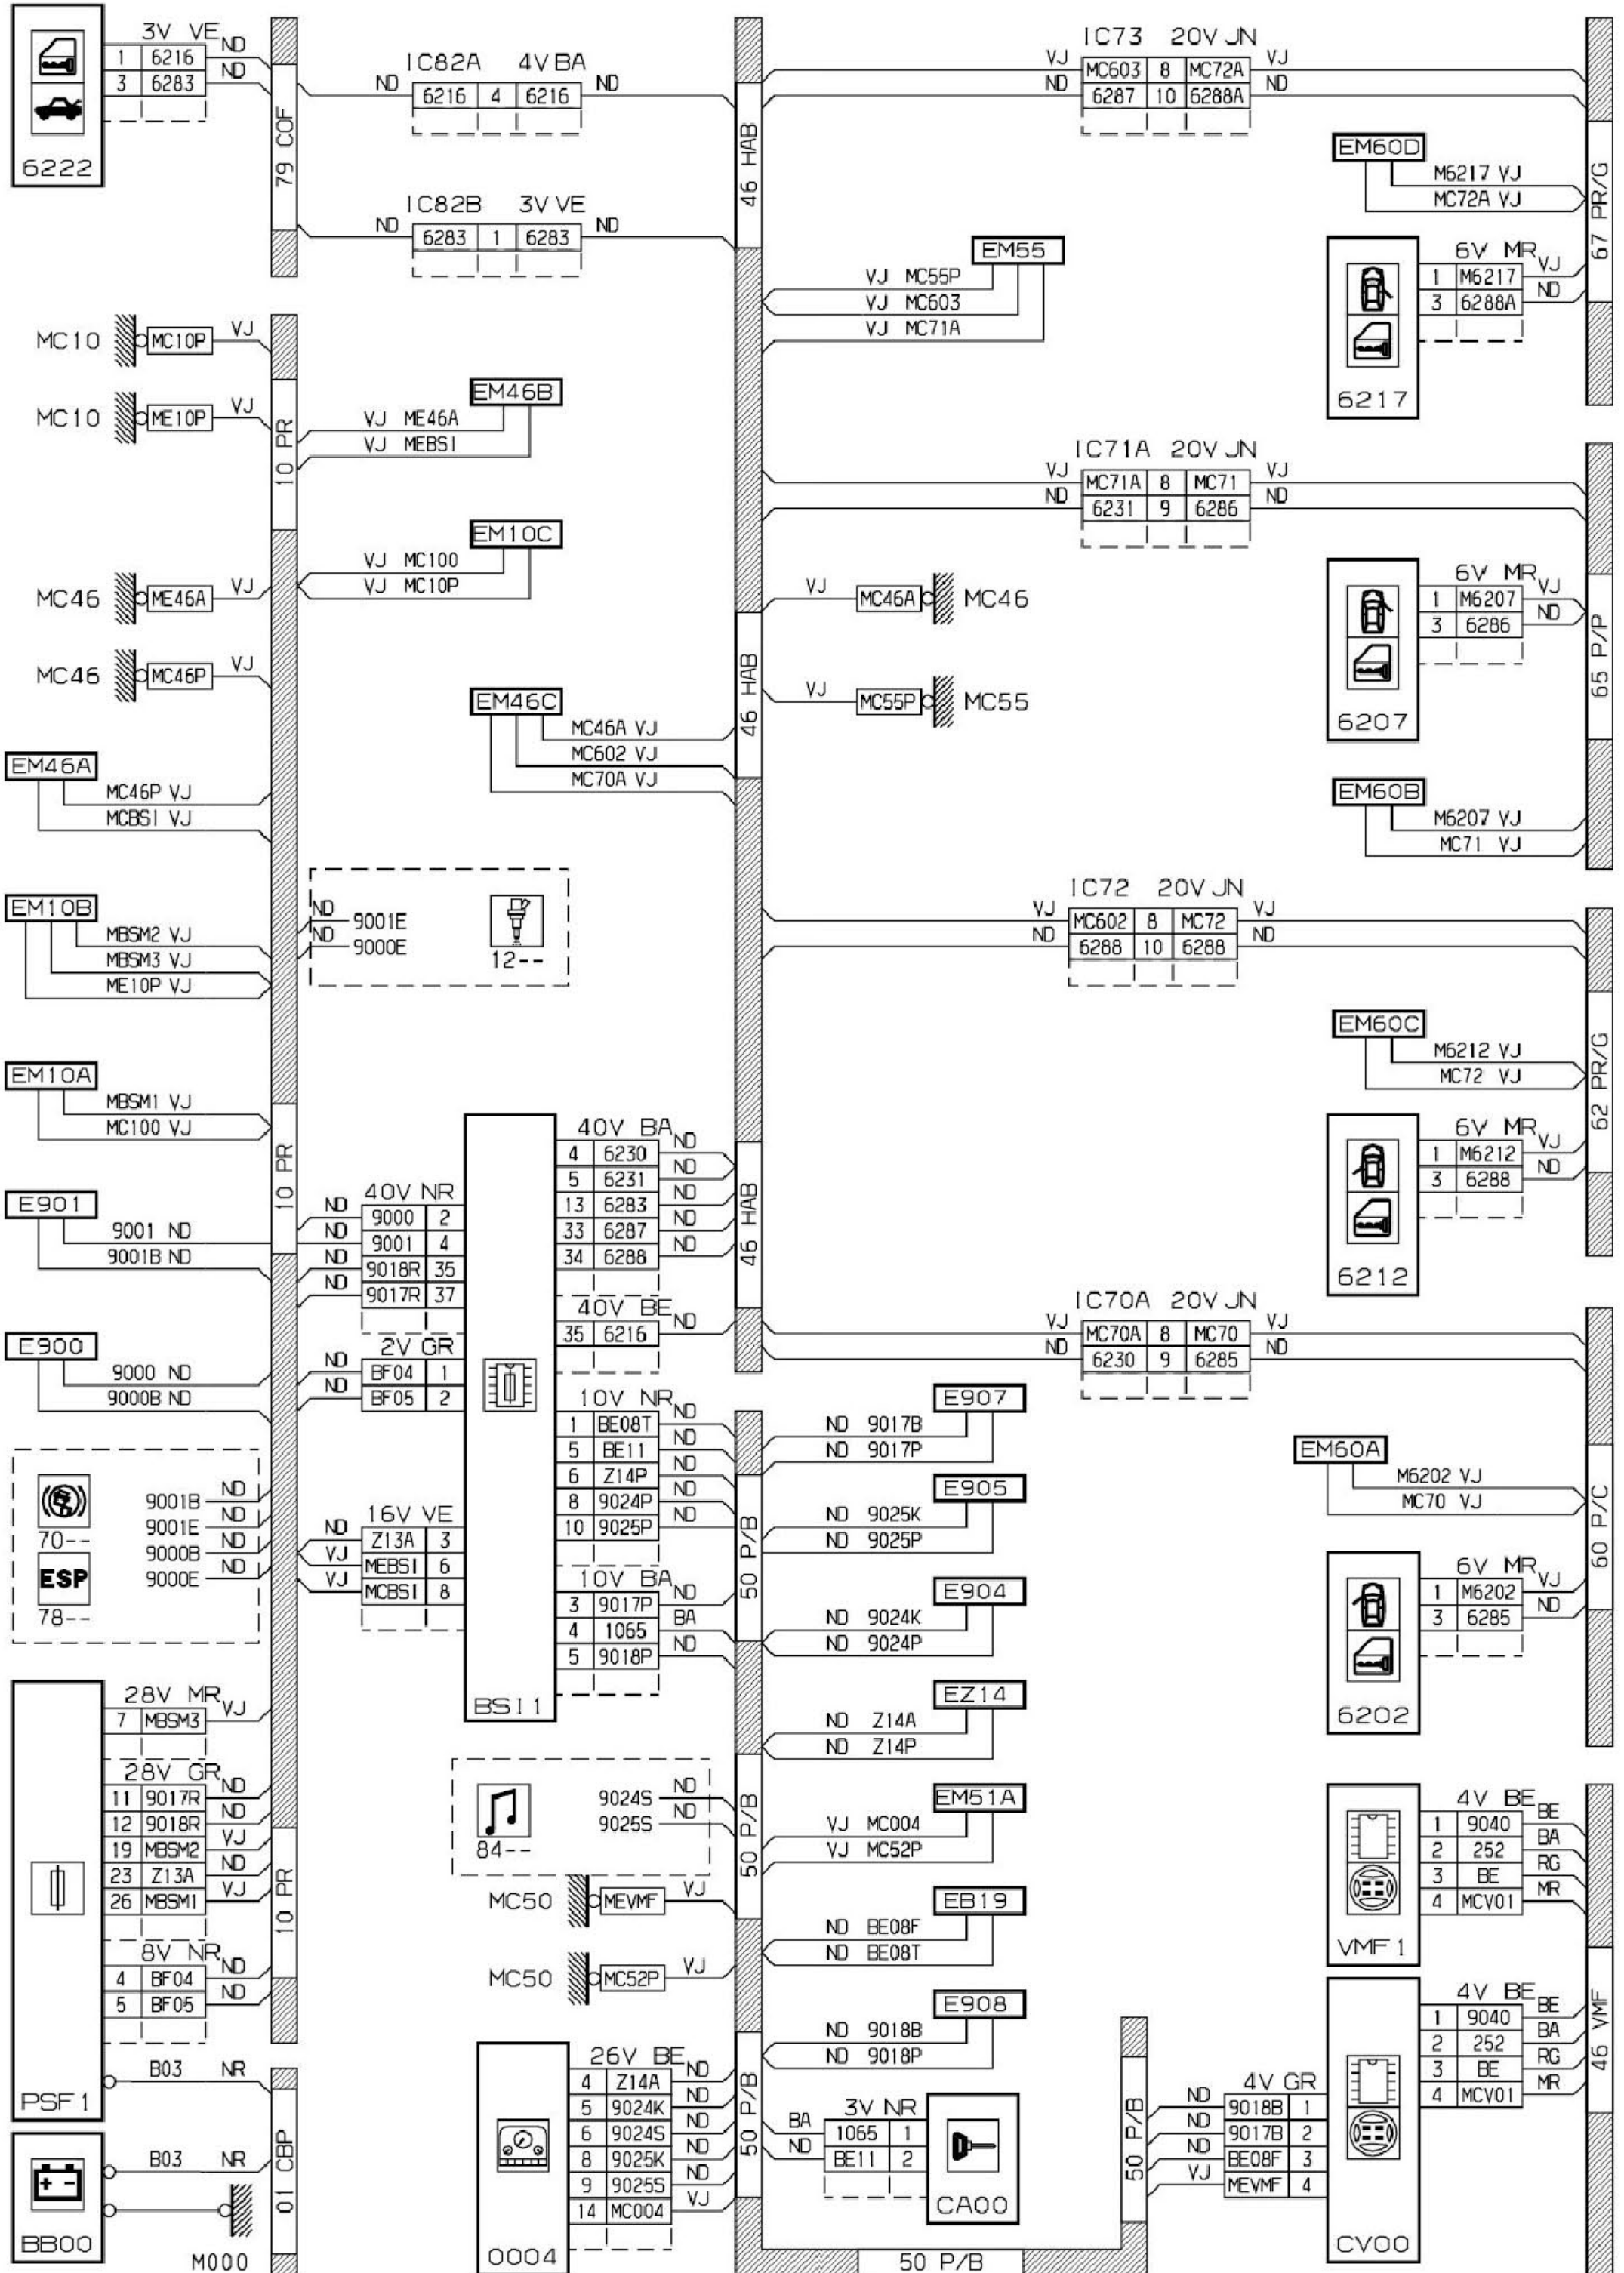 3V VE
1 6216 ND
3 6283 ND
6222
79 COF
IC82A 4V BA
ND 6216 4 6216 ND
IC82B 3V VE
ND 6283 1 6283 ND
46 HAB
IC73 20V JN
VJ MC603 8 MC72A VJ
ND 6287 10 6288A ND
EM60D
M6217 VJ
MC72A VJ
67 PR/G
6V MR
1 M6217 VJ
3 6288A ND
6217
EM55
VJ MC55P
VJ MC603
VJ MC71A
MC10 MC10P VJ
MC10 ME10P VJ
10 PR
EM46B
VJ ME46A
VJ MEBSI
EM10C
VJ MC100
VJ MC10P
MC46 ME46A VJ
MC46 MC46P VJ
IC71A 20V JN
VJ MC71A 8 MC71 VJ
ND 6231 9 6286 ND
6V MR
1 M6207 VJ
3 6286 ND
6207
65 P/P
VJ MC46A MC46
VJ MC55P MC55
46 HAB
EM46C
MC46A VJ
MC602 VJ
MC70A VJ
EM46A
MC46P VJ
MCBSI VJ
EM60B
M6207 VJ
MC71 VJ
EM10B
MBSM2 VJ
MBSM3 VJ
ME10P VJ
ND 9001E
ND 9000E
12--
IC72 20V JN
VJ MC602 8 MC72 VJ
ND 6288 10 6288 ND
EM60C
M6212 VJ
MC72 VJ
62 PR/G
6V MR
1 M6212 VJ
3 6288 ND
6212
EM10A
MBSM1 VJ
MC100 VJ
10 PR
E901
9001 ND
9001B ND
E900
9000 ND
9000B ND
40V NR
ND 9000 2
ND 9001 4
ND 9018R 35
ND 9017R 37
2V GR
ND BF04 1
ND BF05 2
16V VE
ND Z13A 3
VJ MEBSI 6
VJ MCBSI 8
BSI1
40V BA
4 6230 ND
5 6231 ND
13 6283 ND
33 6287 ND
34 6288 ND
40V BE
35 6216 ND
10V NR
1 BE08T ND
5 BE11 ND
6 Z14P ND
8 9024P ND
10 9025P ND
10V BA
3 9017P ND
4 1065 BA
5 9018P ND
46 HAB
IC70A 20V JN
VJ MC70A 8 MC70 VJ
ND 6230 9 6285 ND
EM60A
M6202 VJ
MC70 VJ
60 P/C
6V MR
1 M6202 VJ
3 6285 ND
6202
E907
ND 9017B
ND 9017P
E905
ND 9025K
ND 9025P
50 P/B
E904
ND 9024K
ND 9024P
EZ14
ND Z14A
ND Z14P
70--
ESP
78--
9001B ND
9001E ND
9000B ND
9000E ND
28V MR
7 MBSM3 VJ
28V GR
11 9017R ND
12 9018R ND
19 MBSM2 VJ
23 Z13A ND
26 MBSM1 VJ
8V NR
4 BF04 ND
5 BF05 ND
PSF1
10 PR
B03 NR
B03 NR
BB00
M000
01 CBP
84--
9024S ND
9025S ND
50 P/B
MC50 MEVMF VJ
MC50 MC52P VJ
EM51A
VJ MC004
VJ MC52P
EB19
ND BE08F
ND BE08T
E908
ND 9018B
ND 9018P
26V BE
4 Z14A ND
5 9024K ND
6 9024S ND
8 9025K ND
9 9025S ND
14 MC004 VJ
0004
50 P/B
3V NR
BA 1065 1
ND BE11 2
CA00
50 P/B
50 P/B
4V GR
ND 9018B 1
ND 9017B 2
ND BE08F 3
VJ MEVMF 4
CV00
4V BE
1 9040 BE
2 252 BA
3 BE RG
4 MCV01 MR
VMF1
4V BE
1 9040 BE
2 252 BA
3 BE RG
4 MCV01 MR
46 VMF